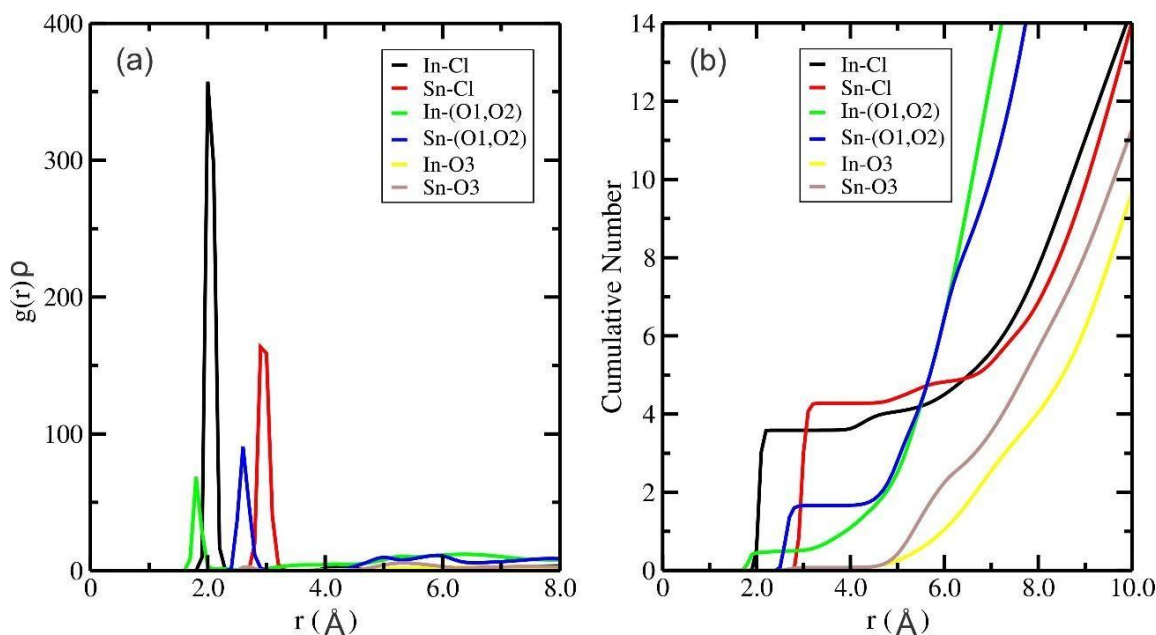 (a)
In-Cl
Sn-Cl
In-(O1,O2)
Sn-(O1,O2)
In-O3
Sn-O3
g(r)ρ
400
300
200
100
0
0 2.0 4.0 6.0 8.0
r (Å)
(b)
In-Cl
Sn-Cl
In-(O1,O2)
Sn-(O1,O2)
In-O3
Sn-O3
Cumulative Number
14
12
10
8
6
4
2
0
0 2.0 4.0 6.0 8.0 10.0
r (Å)